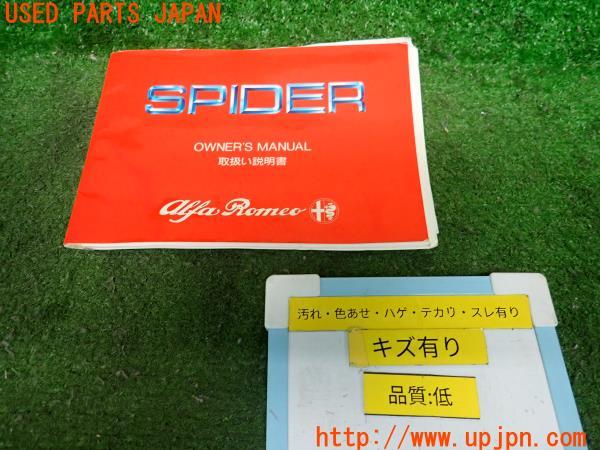 USED PARTS JAPAN
SPIDER
OWNER'S MANUAL
取扱い説明書
Alfa Romeo
汚れ・色あせ・ハゲ・テカリ・スレ有り
キズ有り
品質:低
http://www.upjpn.com